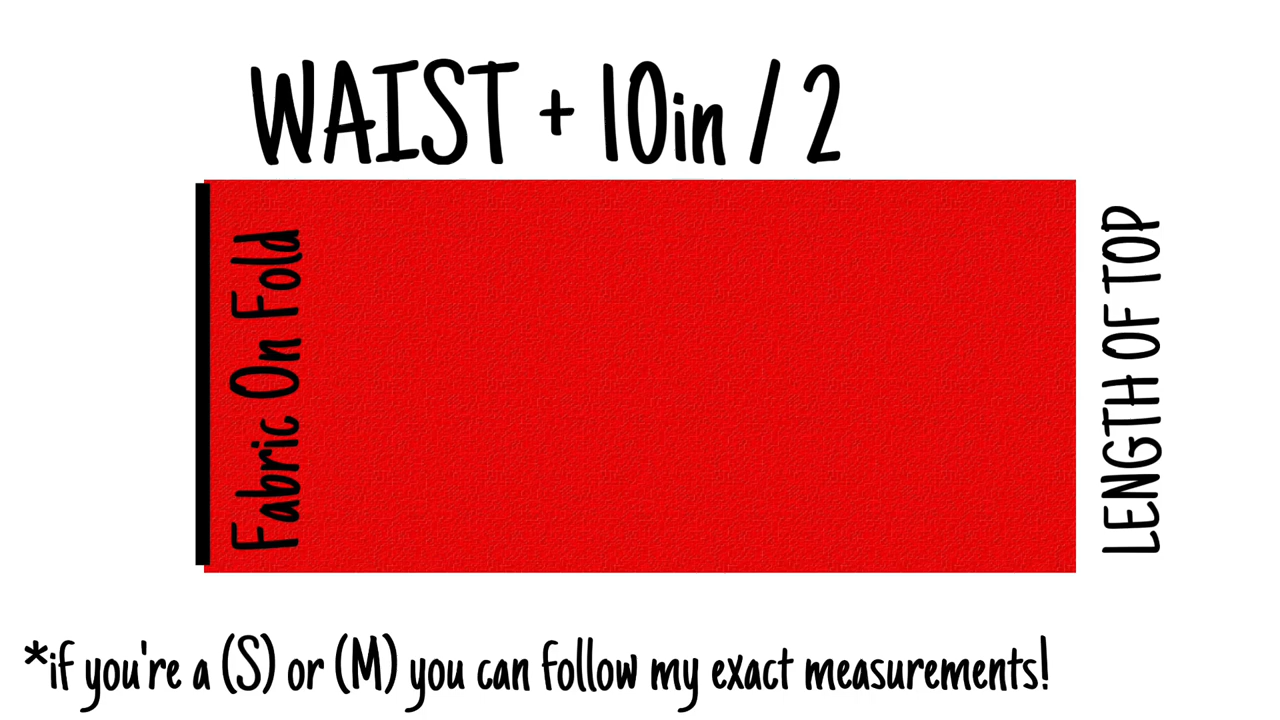 WAIST + 10in / 2
Fabric On Fold
LENGTH OF TOP
*if you're a (S) or (M) you can follow my exact measurements!